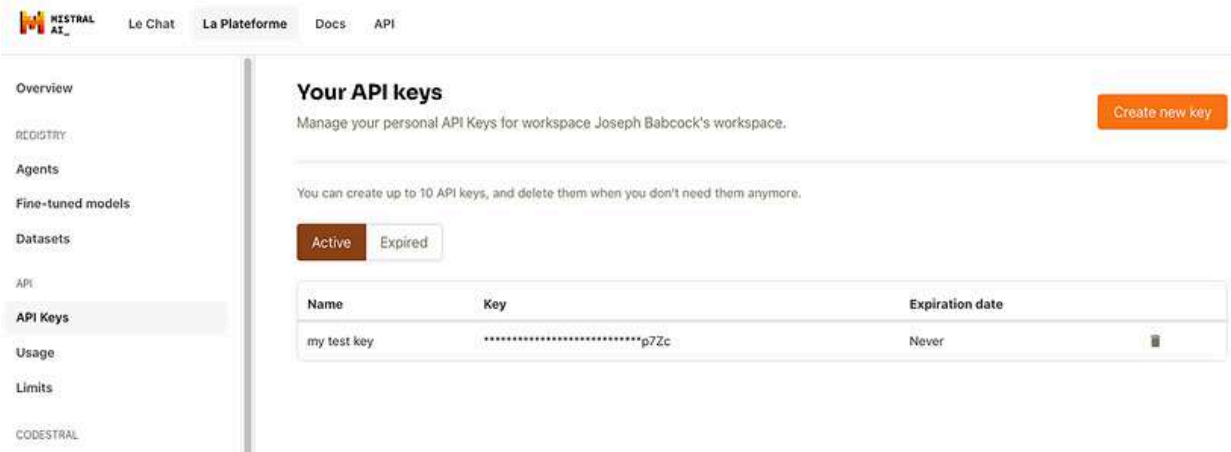 MISTRAL
AI_
Le Chat
La Plateforme
Docs
API
Overview
REGISTRY
Agents
Fine-tuned models
Datasets
API
API Keys
Usage
Limits
CODESTRAL
Your API keys
Manage your personal API Keys for workspace Joseph Babcock's workspace.
Create new key
You can create up to 10 API keys, and delete them when you don't need them anymore.
Active
Expired
Name Key Expiration date
my test key ****************************p7Zc Never